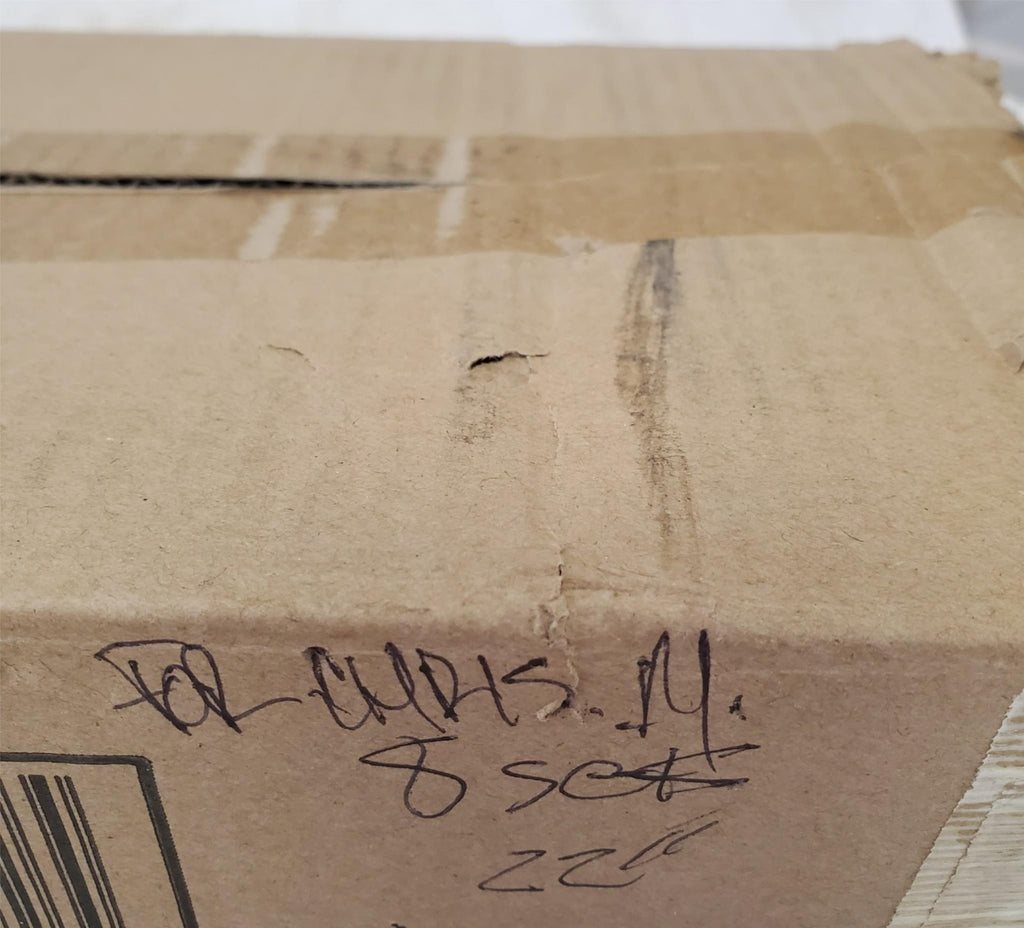 FOR CHRIS. M.
8 set
22"